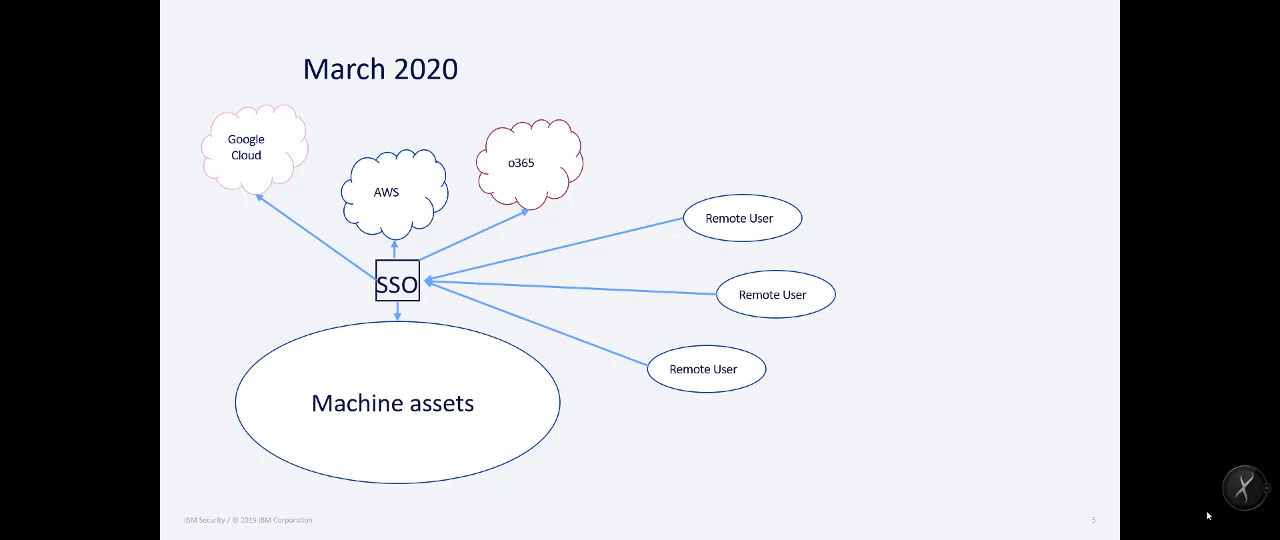 March 2020
Google
Cloud
AWS
o365
Remote User
SSO
Remote User
Remote User
Machine assets
IBM Security / © 2019 IBM Corporation
5